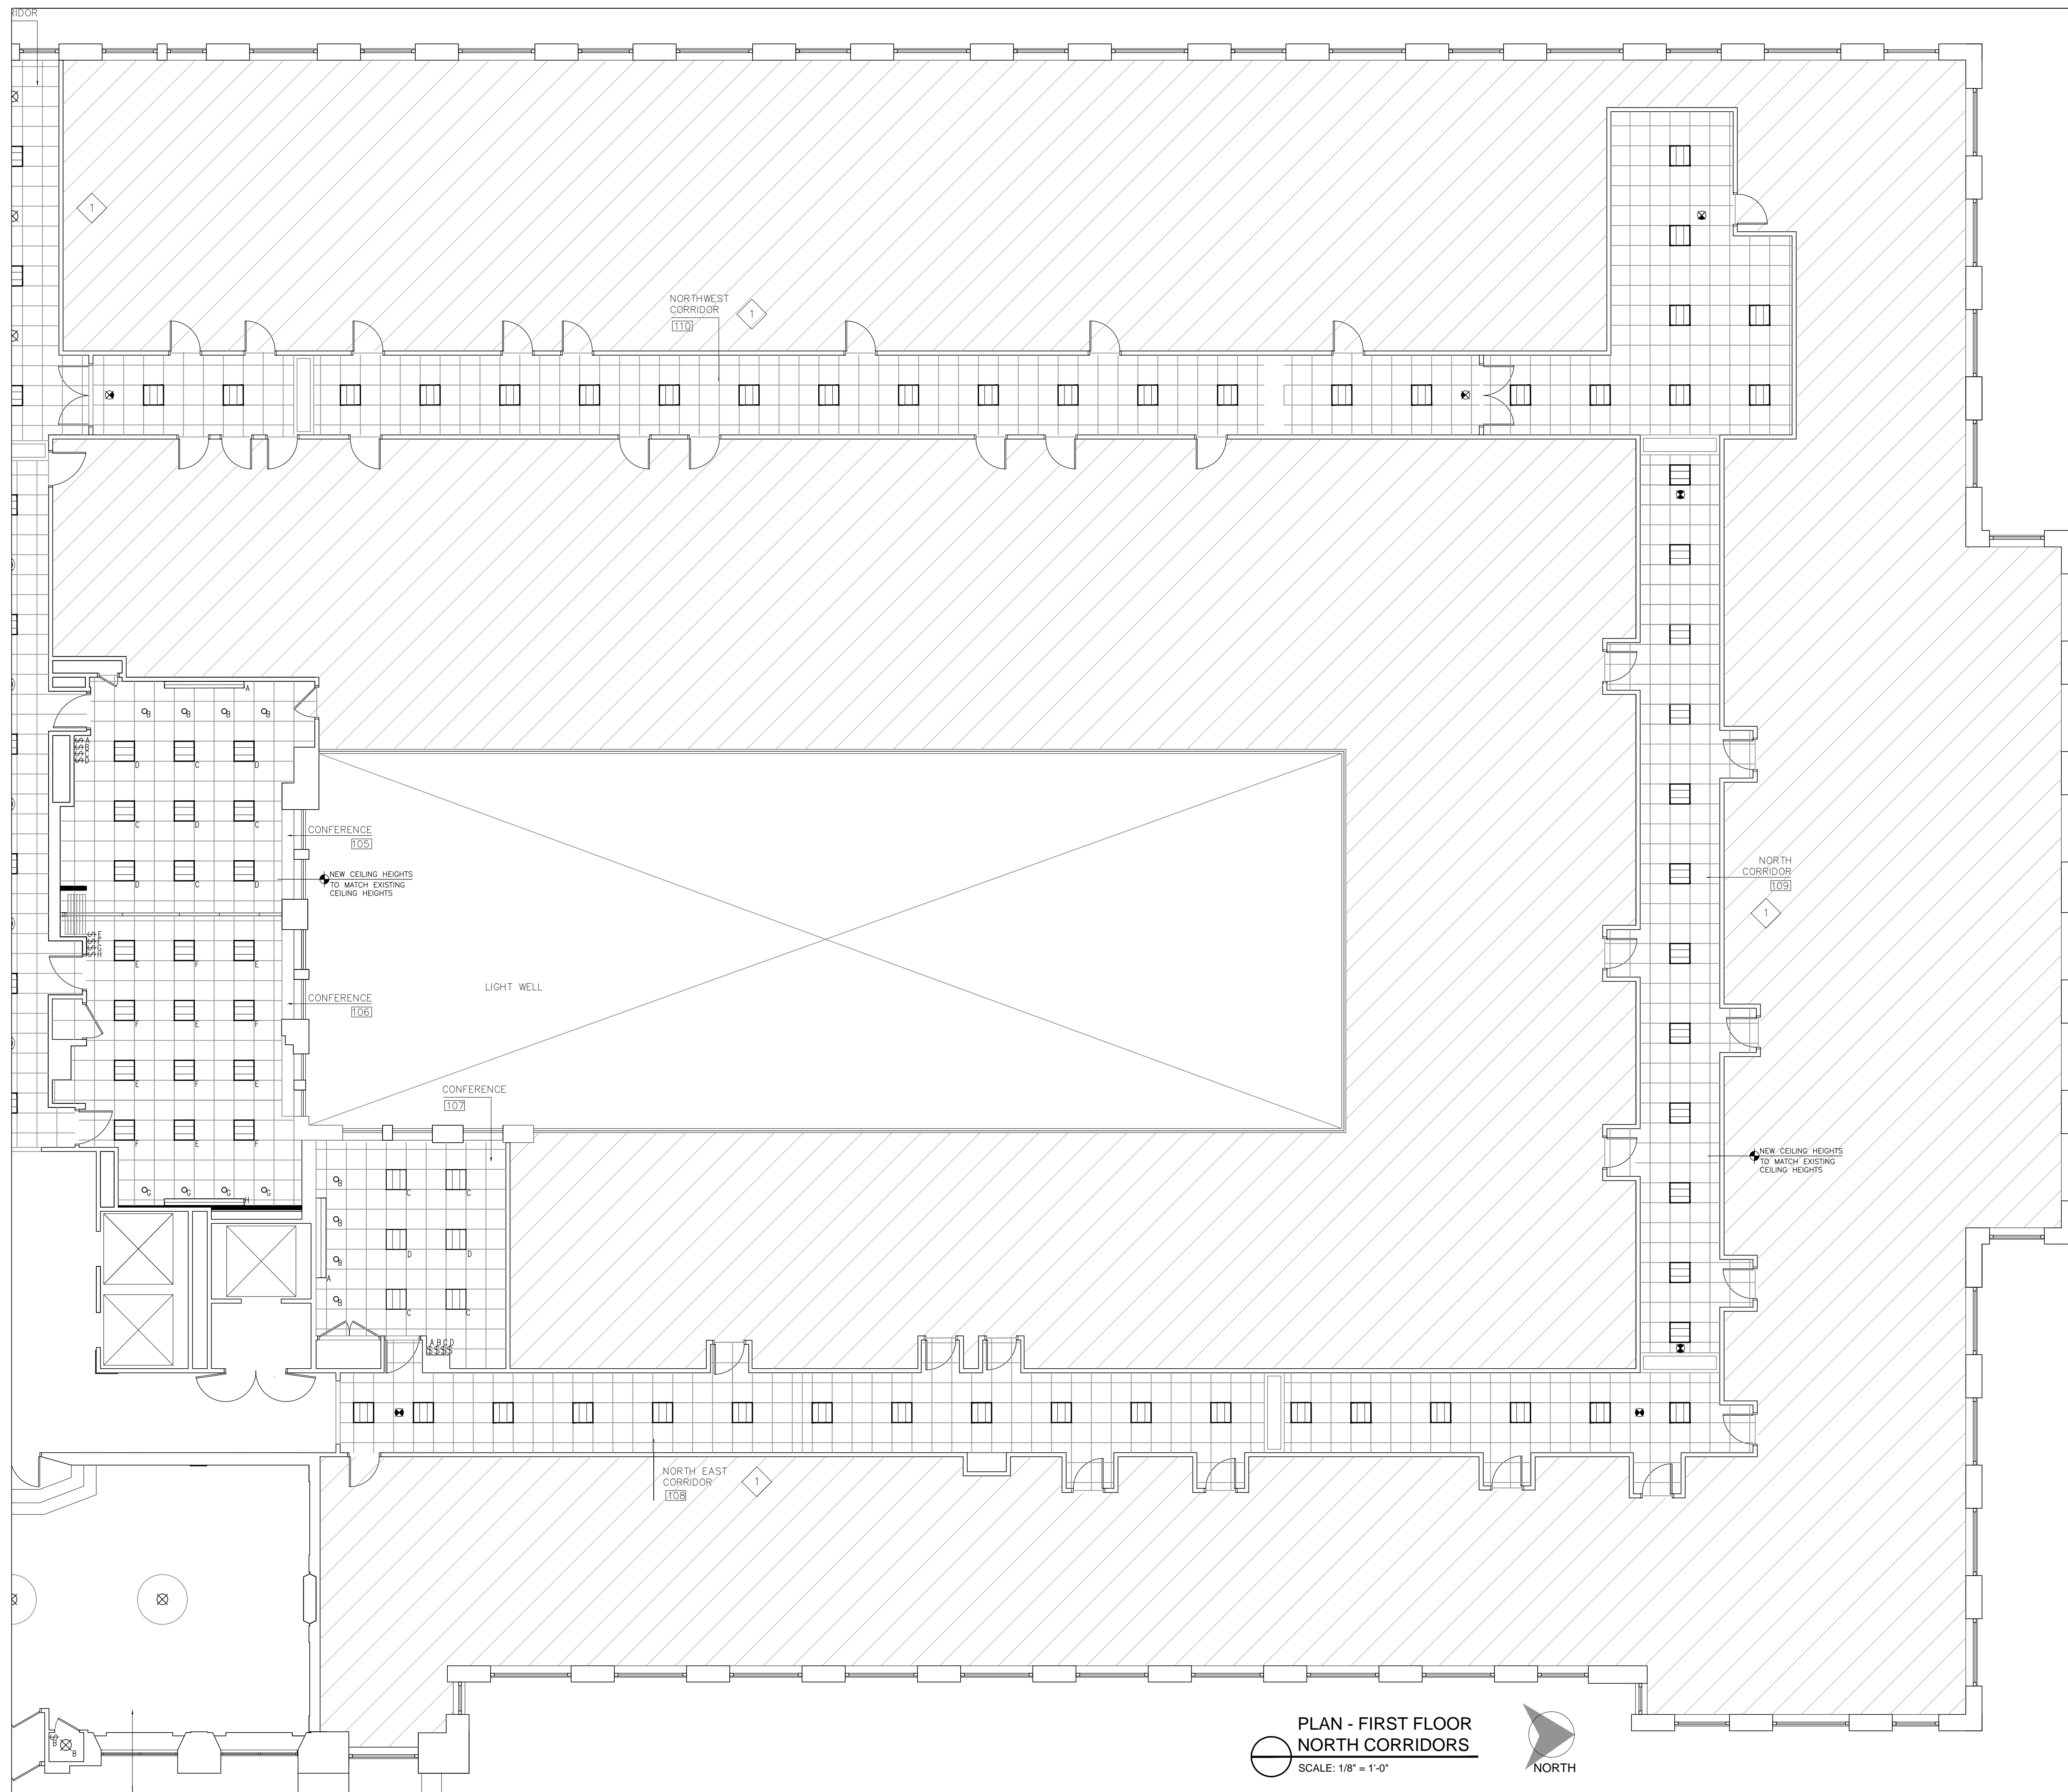 RIDOR
1
NORTHWEST
CORRIDOR
110
1
A
B B B B
A
B
C
D
D C D
C D C
D C D
CONFERENCE
105
NEW CEILING HEIGHTS
TO MATCH EXISTING
CEILING HEIGHTS
NORTH
CORRIDOR
109
1
E
H
E F E
F E F
E F E
F E F
LIGHT WELL
CONFERENCE
106
CONFERENCE
107
NEW CEILING HEIGHTS
TO MATCH EXISTING
CEILING HEIGHTS
G G G G
H
B
C C
B
D D
B
A
B
C C
A B C D
$$$$
NORTH EAST
CORRIDOR
108
1
$
B
B
PLAN - FIRST FLOOR
NORTH CORRIDORS
SCALE: 1/8" = 1'-0"
NORTH